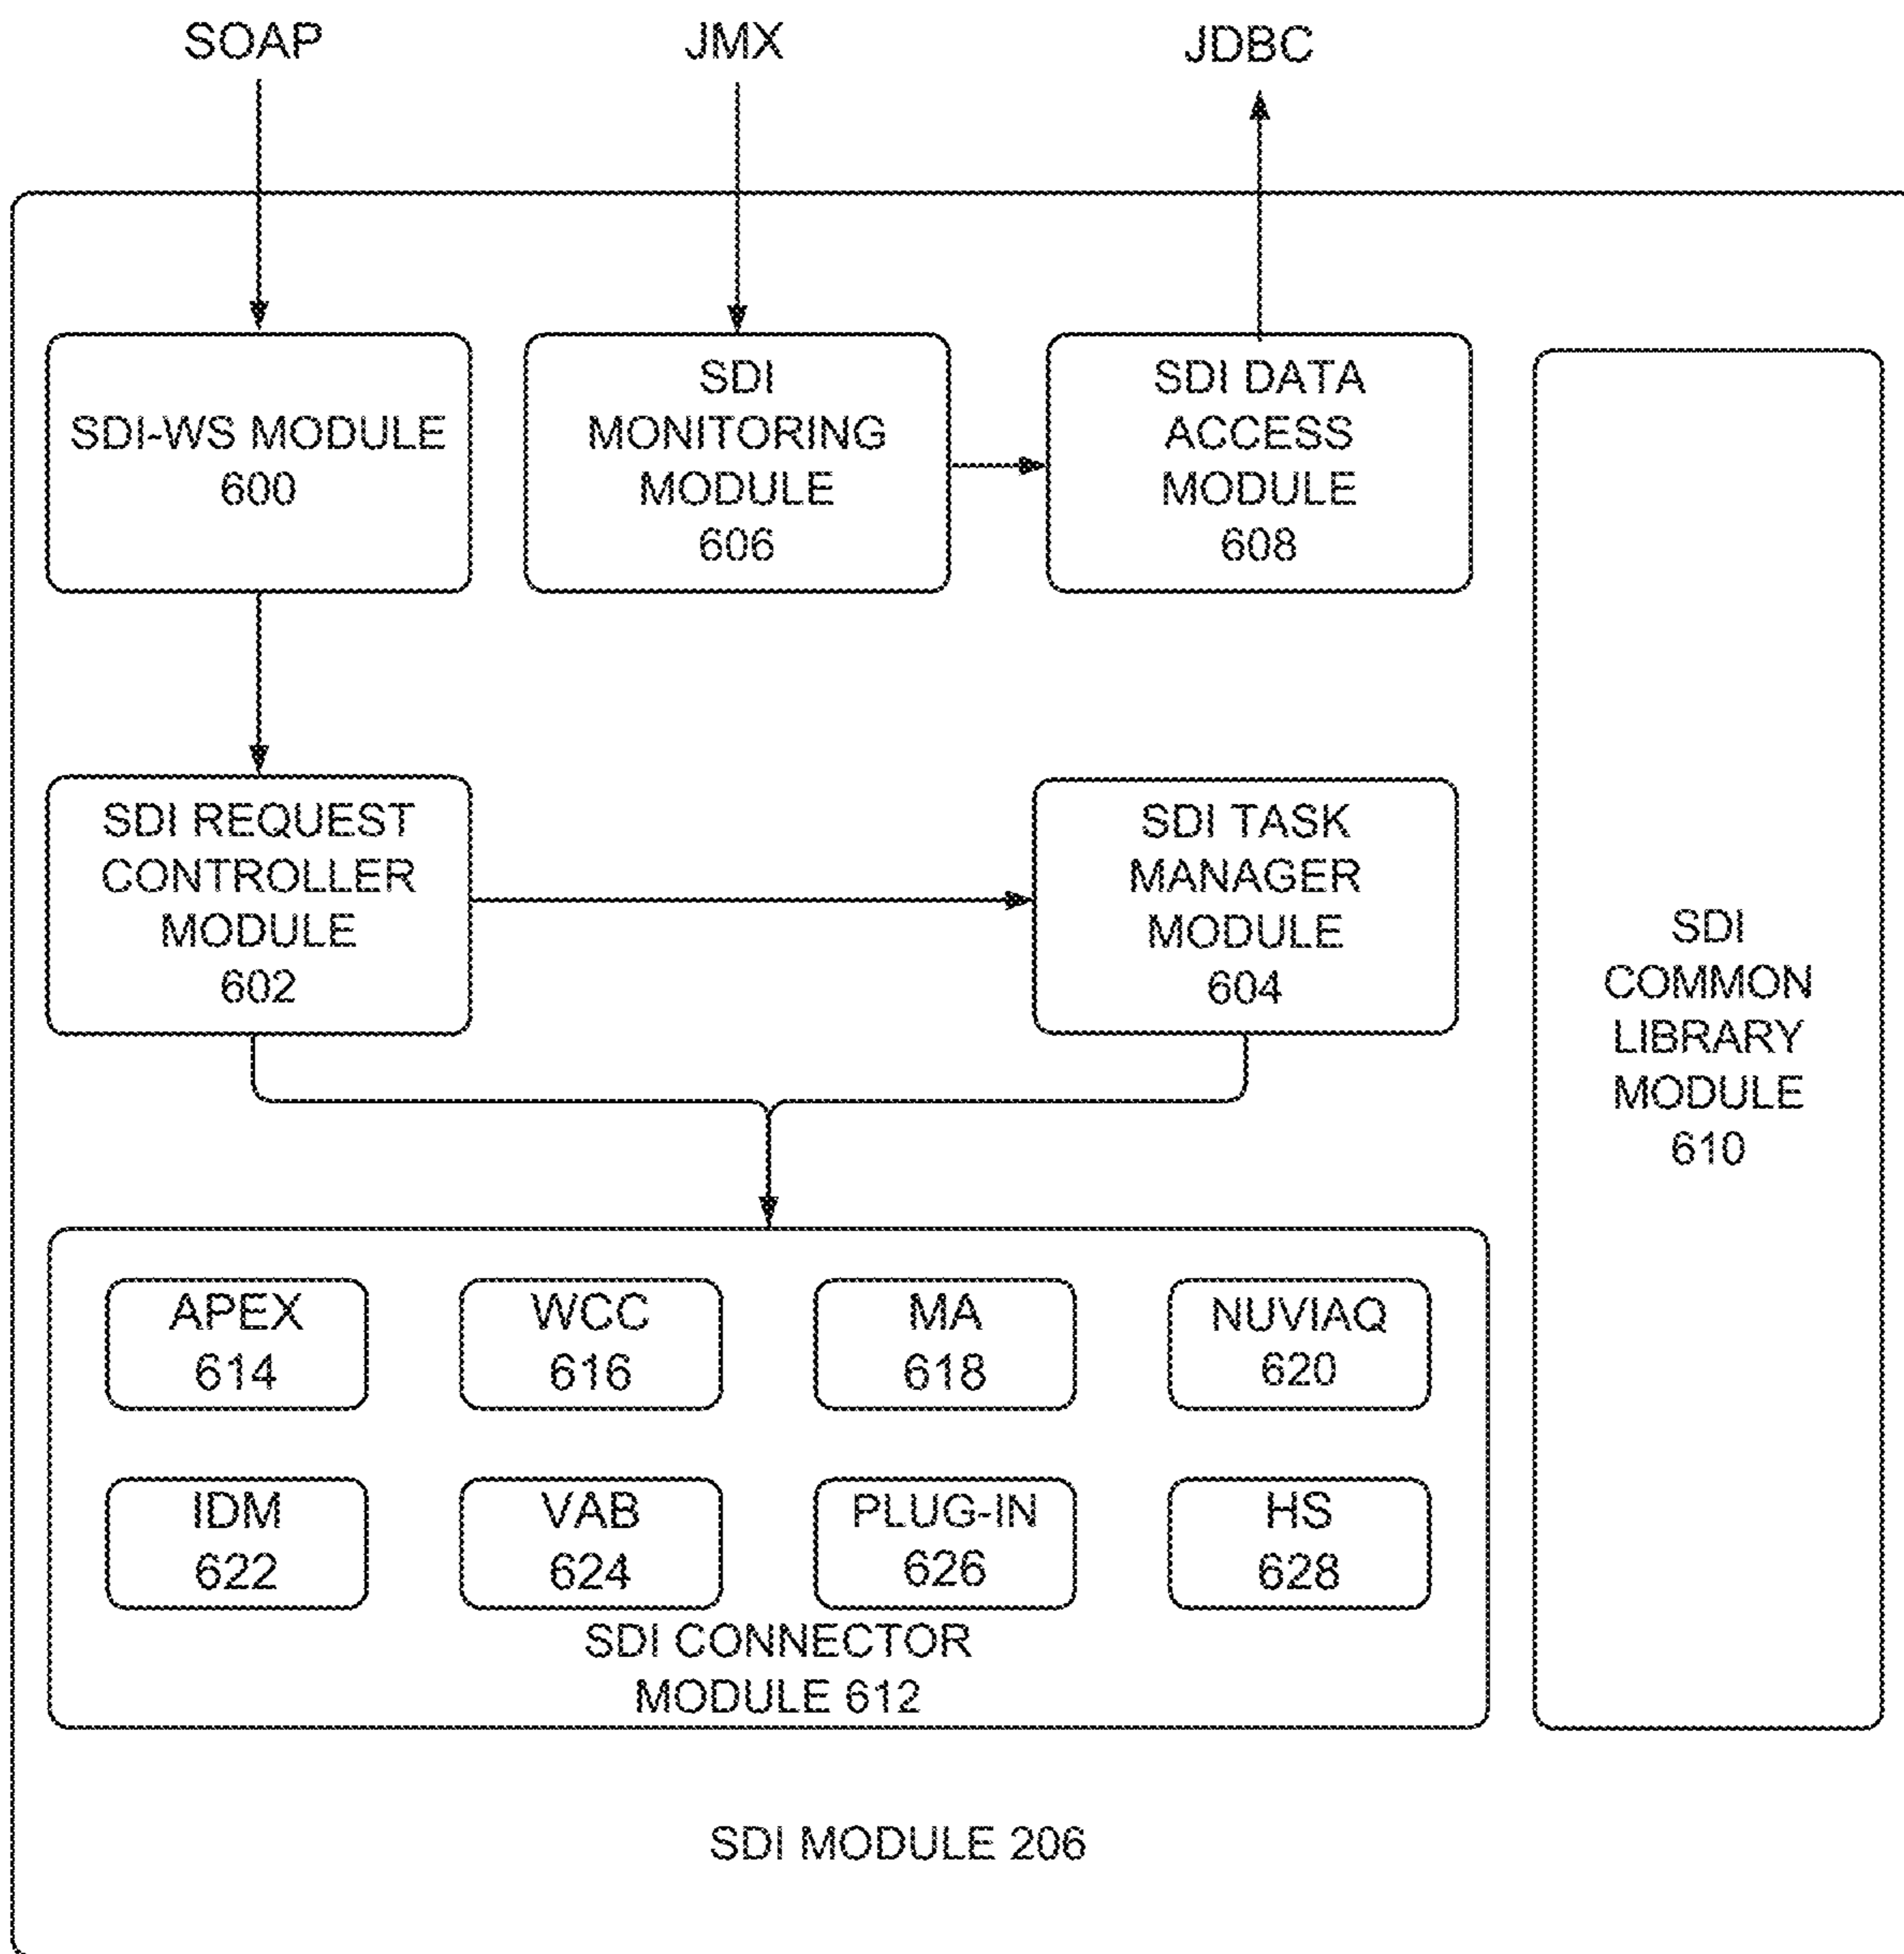 SOAP
JMX
JDBC
SDI-WS MODULE
600
SDI
MONITORING
MODULE
606
SDI DATA
ACCESS
MODULE
608
SDI REQUEST
CONTROLLER
MODULE
602
SDI TASK
MANAGER
MODULE
604
SDI
COMMON
LIBRARY
MODULE
610
APEX
614
WCC
616
MA
618
NUVIAQ
620
IDM
622
VAB
624
PLUG-IN
626
HS
628
SDI CONNECTOR
MODULE 612
SDI MODULE 206